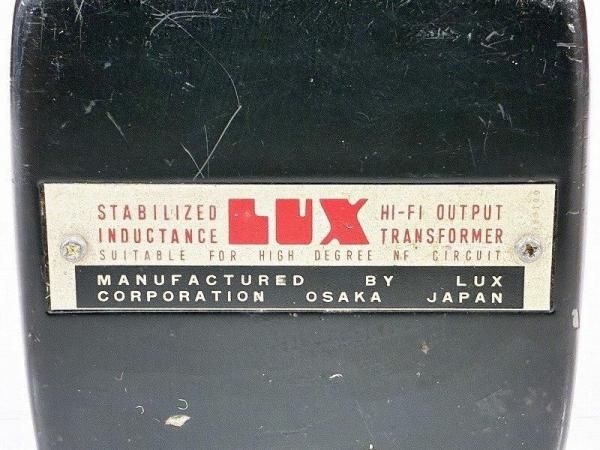 STABILIZED LUX HI-FI OUTPUT
INDUCTANCE TRANSFORMER
SUITABLE FOR HIGH DEGREE NF CIRCUIT
MANUFACTURED BY LUX
CORPORATION OSAKA JAPAN